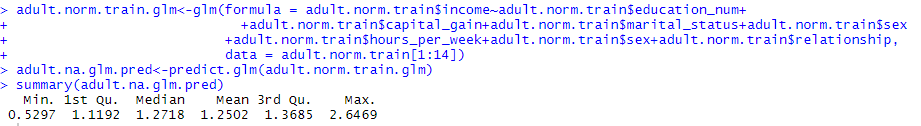 > adult.norm.train.glm<-glm(formula = adult.norm.train$income~adult.norm.train$education_num+
+ +adult.norm.train$capital_gain+adult.norm.train$marital_status+adult.norm.train$sex
+ +adult.norm.train$hours_per_week+adult.norm.train$sex+adult.norm.train$relationship,
+ data = adult.norm.train[1:14])
> adult.na.glm.pred<-predict.glm(adult.norm.train.glm)
> summary(adult.na.glm.pred)
Min. 1st Qu. Median Mean 3rd Qu. Max.
0.5297 1.1192 1.2718 1.2502 1.3685 2.6469